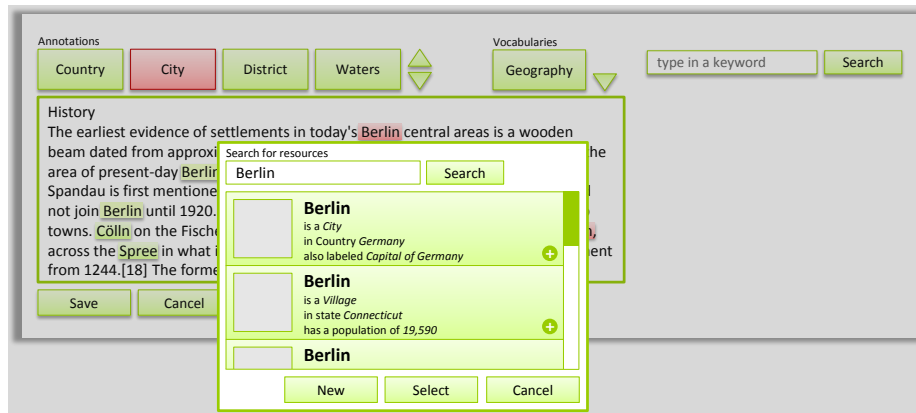 Annotations
Vocabularies
Country City District Waters
Geography
type in a keyword Search
History
The earliest evidence of settlements in today's Berlin central areas is a wooden
beam dated from approxi he
area of present-day Berlin
Spandau is first mentione
not join Berlin until 1920.
towns. Cölln on the Fische
across the Spree in what i ent
from 1244.[18] The forme
Save Cancel
Search for resources
Berlin Search
Berlin
is a City
in Country Germany
also labeled Capital of Germany
Berlin
is a Village
in state Connecticut
has a population of 19,590
Berlin
New Select Cancel